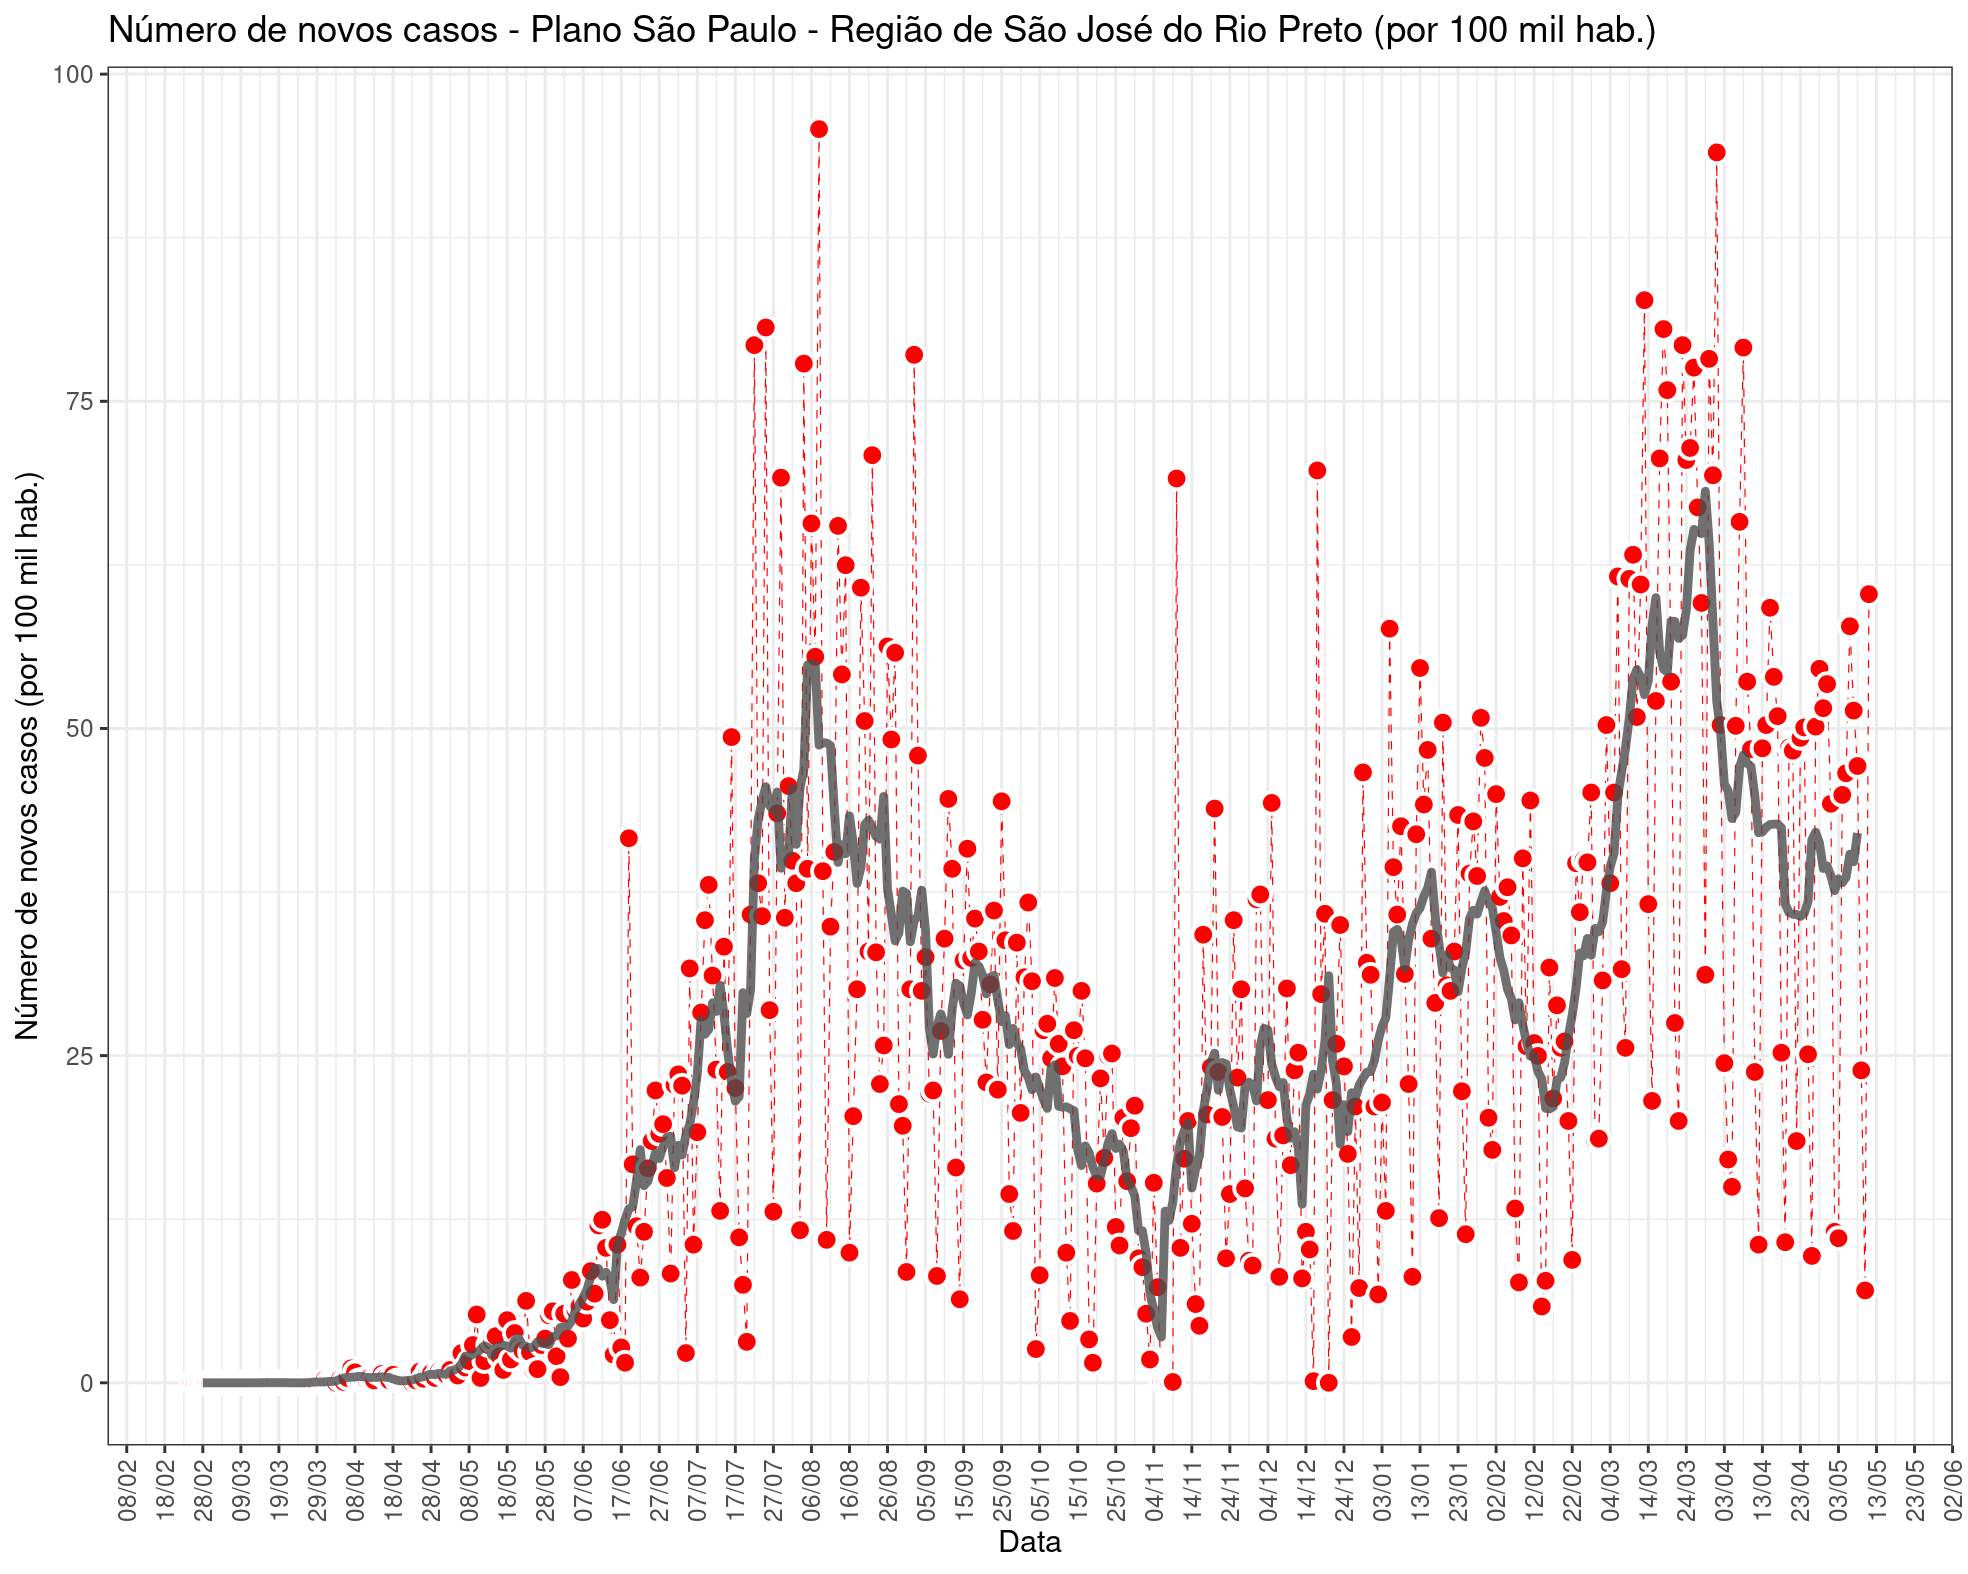 Número de novos casos - Plano São Paulo - Região de São José do Rio Preto (por 100 mil hab.)
Número de novos casos (por 100 mil hab.)
100
75
50
25
0
08/02 18/02 28/02 09/03 19/03 29/03 08/04 18/04 28/04 08/05 18/05 28/05 07/06 17/06 27/06 07/07 17/07 27/07 06/08 16/08 26/08 05/09 15/09 25/09 05/10 15/10 25/10 04/11 14/11 24/11 04/12 14/12 24/12 03/01 13/01 23/01 02/02 12/02 22/02 04/03 14/03 24/03 03/04 13/04 23/04 03/05 13/05 23/05 02/06
Data